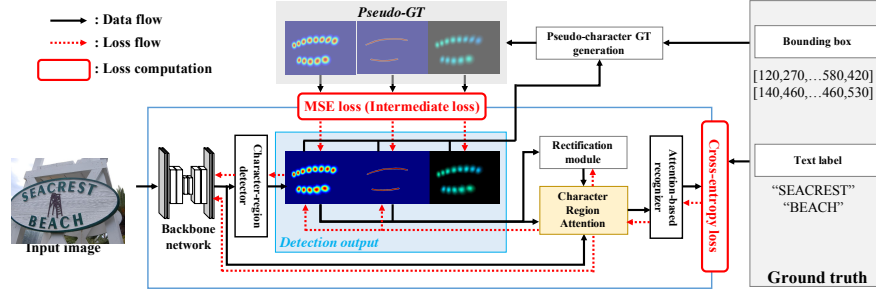 : Data flow
: Loss flow
: Loss computation
Pseudo-GT
Pseudo-character GT
generation
Bounding box
[120,270,…580,420]
[140,460,…460,530]
MSE loss (Intermediate loss)
Character-region
detector
Rectification
module
Character
Region
Attention
Attention-based
recognizer
Cross-entropy loss
Text label
“SEACREST”
“BEACH”
SEACREST
BEACH
Input image
Backbone
network
Detection output
Ground truth